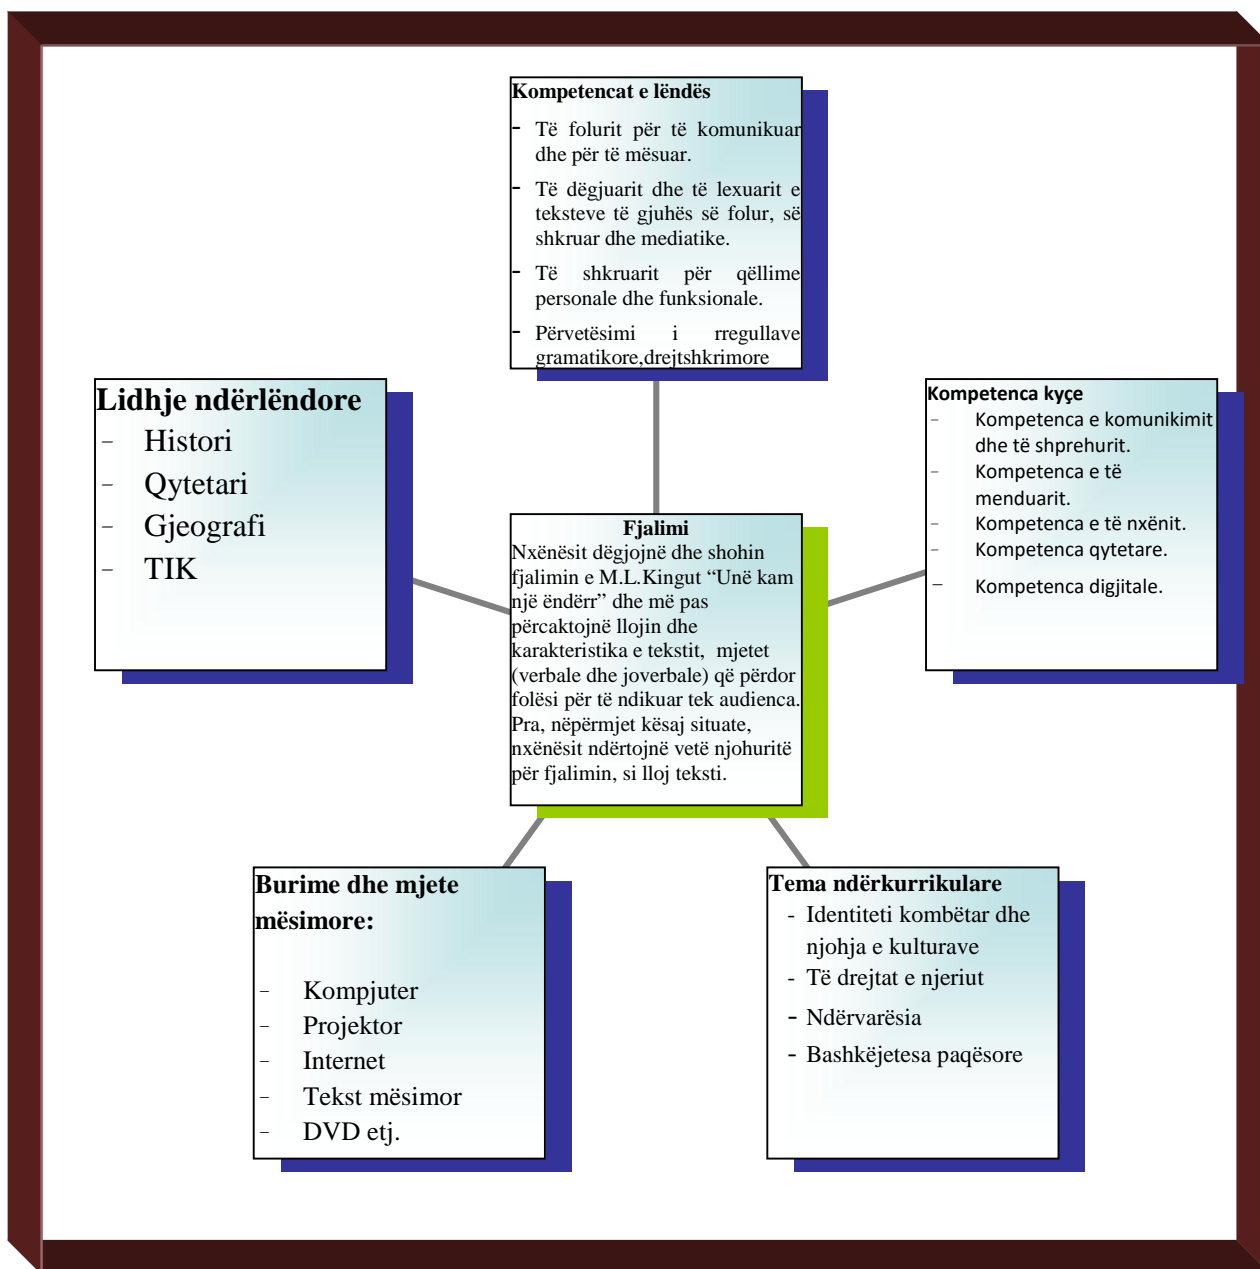 Kompetencat e lëndës
- Të folurit për të komunikuar
dhe për të mësuar.
- Të dëgjuarit dhe të lexuarit e
teksteve të gjuhës së folur, së
shkruar dhe mediatike.
- Të shkruarit për qëllime
personale dhe funksionale.
- Përvetësimi i rregullave
gramatikore,drejtshkrimore
Lidhje ndërlëndore
- Histori
- Qytetari
- Gjeografi
- TIK
Kompetenca kyçe
- Kompetenca e komunikimit
dhe të shprehurit.
- Kompetenca e të
menduarit.
- Kompetenca e të nxënit.
- Kompetenca qytetare.
- Kompetenca digjitale.
Fjalimi
Nxënësit dëgjojnë dhe shohin
fjalimin e M.L.Kingut “Unë kam
një ëndërr” dhe më pas
përcaktojnë llojin dhe
karakteristika e tekstit, mjetet
(verbale dhe joverbale) që përdor
folësi për të ndikuar tek audienca.
Pra, nëpërmjet kësaj situate,
nxënësit ndërtojnë vetë njohuritë
për fjalimin, si lloj teksti.
Burime dhe mjete
mësimore:
- Kompjuter
- Projektor
- Internet
- Tekst mësimor
- DVD etj.
Tema ndërkurrikulare
- Identiteti kombëtar dhe
njohja e kulturave
- Të drejtat e njeriut
- Ndërvarësia
- Bashkëjetesa paqësore